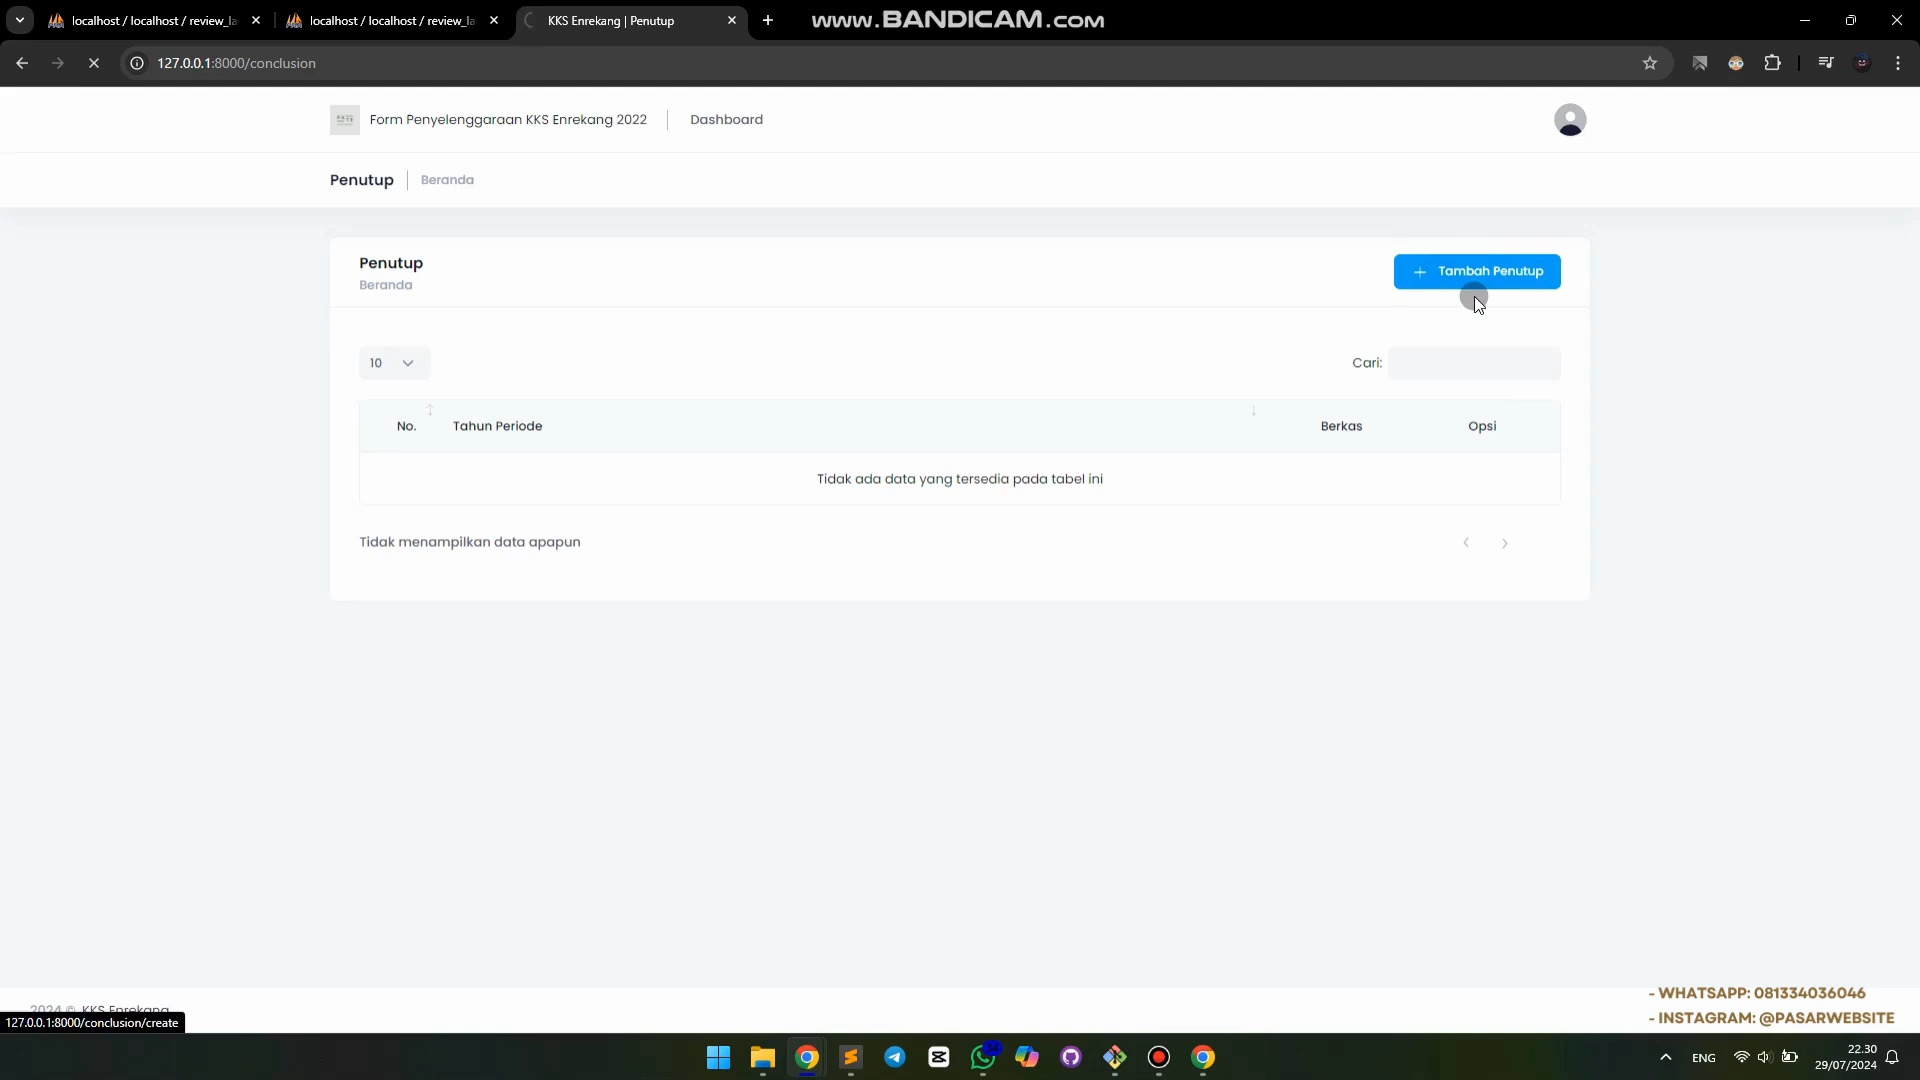 localhost / localhost / review_la
localhost / localhost / review_la
KKS Enrekang | Penutup
www.BANDICAM.com
127.0.0.1:8000/conclusion
Form Penyelenggaraan KKS Enrekang 2022
Dashboard
Penutup
Beranda
Penutup
Beranda
+ Tambah Penutup
10
Cari:
No.
Tahun Periode
Berkas
Opsi
Tidak ada data yang tersedia pada tabel ini
Tidak menampilkan data apapun
2024 © KKS Enrekang
127.0.0.1:8000/conclusion/create
- WHATSAPP: 081334036046
- INSTAGRAM: @PASARWEBSITE
ENG
22.30
29/07/2024